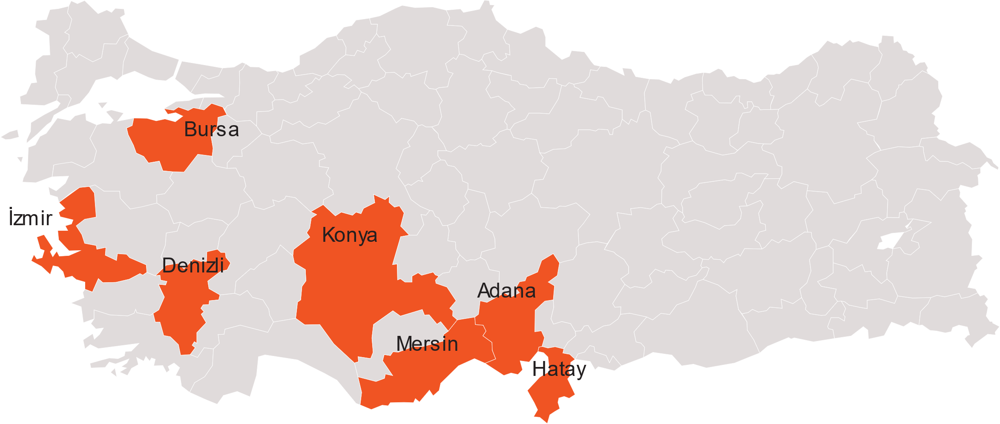 Bursa
İzmir
Konya
Denizli
Adana
Mersin
Hatay